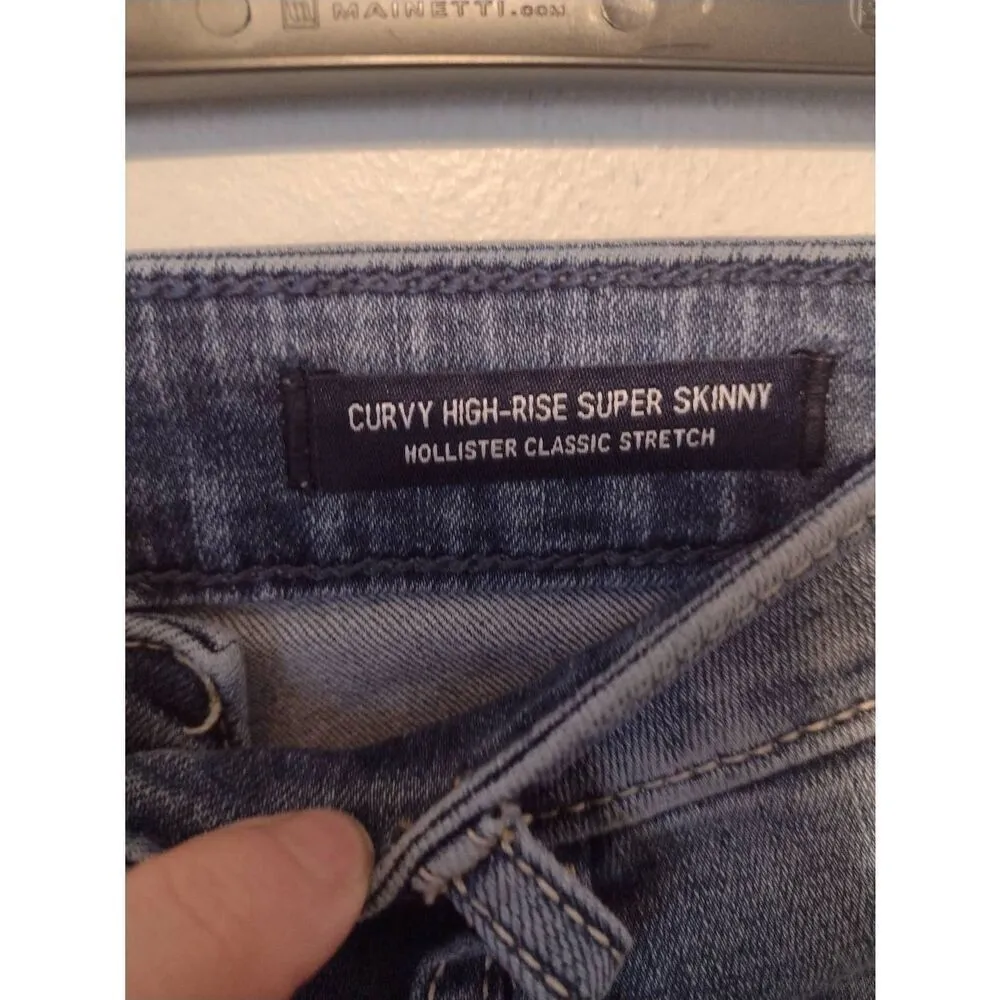 MAINETTI.COM
CURVY HIGH-RISE SUPER SKINNY
HOLLISTER CLASSIC STRETCH